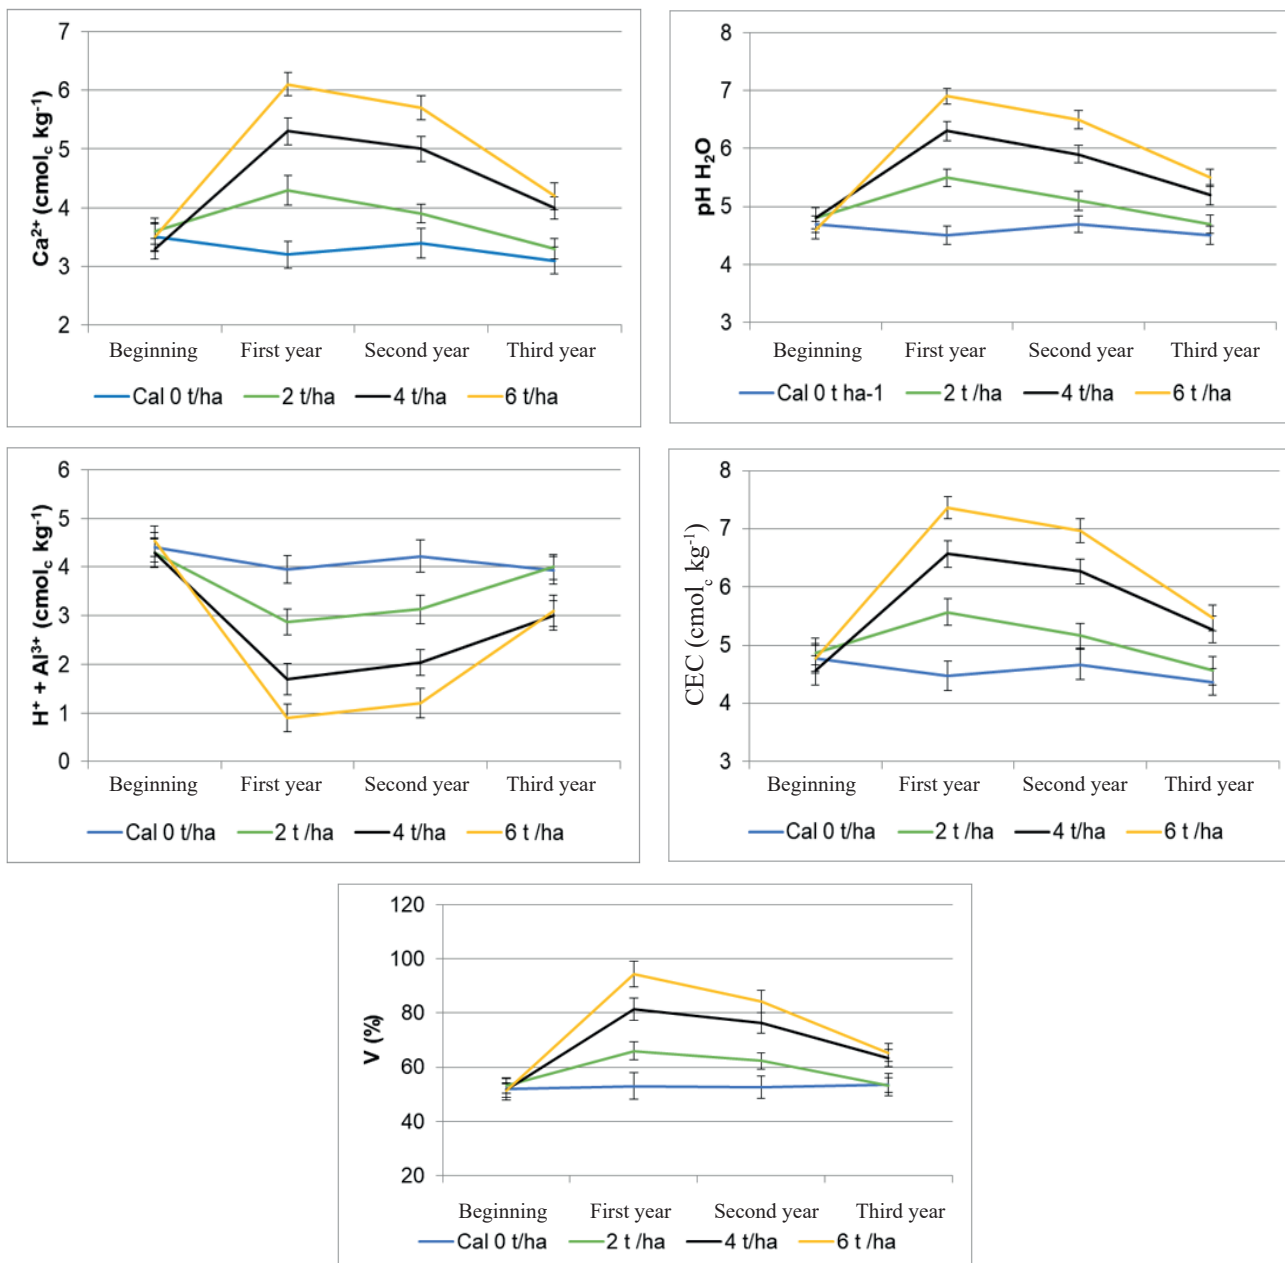 7
6
5
4
3
2
Ca²⁺ (cmol꜀ kg⁻¹)
Beginning First year Second year Third year
Cal 0 t/ha 2 t/ha 4 t/ha 6 t/ha
8
7
6
5
4
3
pH H₂O
Beginning First year Second year Third year
Cal 0 t ha-1 2 t /ha 4 t/ha 6 t /ha
6
5
4
3
2
1
0
H⁺ + Al³⁺ (cmol꜀ kg⁻¹)
Beginning First year Second year Third year
Cal 0 t/ha 2 t /ha 4 t/ha 6 t /ha
8
7
6
5
4
3
CEC (cmol꜀ kg⁻¹)
Beginning First year Second year Third year
Cal 0 t/ha 2 t /ha 4 t/ha 6 t /ha
120
100
80
60
40
20
V (%)
Beginning First year Second year Third year
Cal 0 t/ha 2 t /ha 4 t/ha 6 t /ha